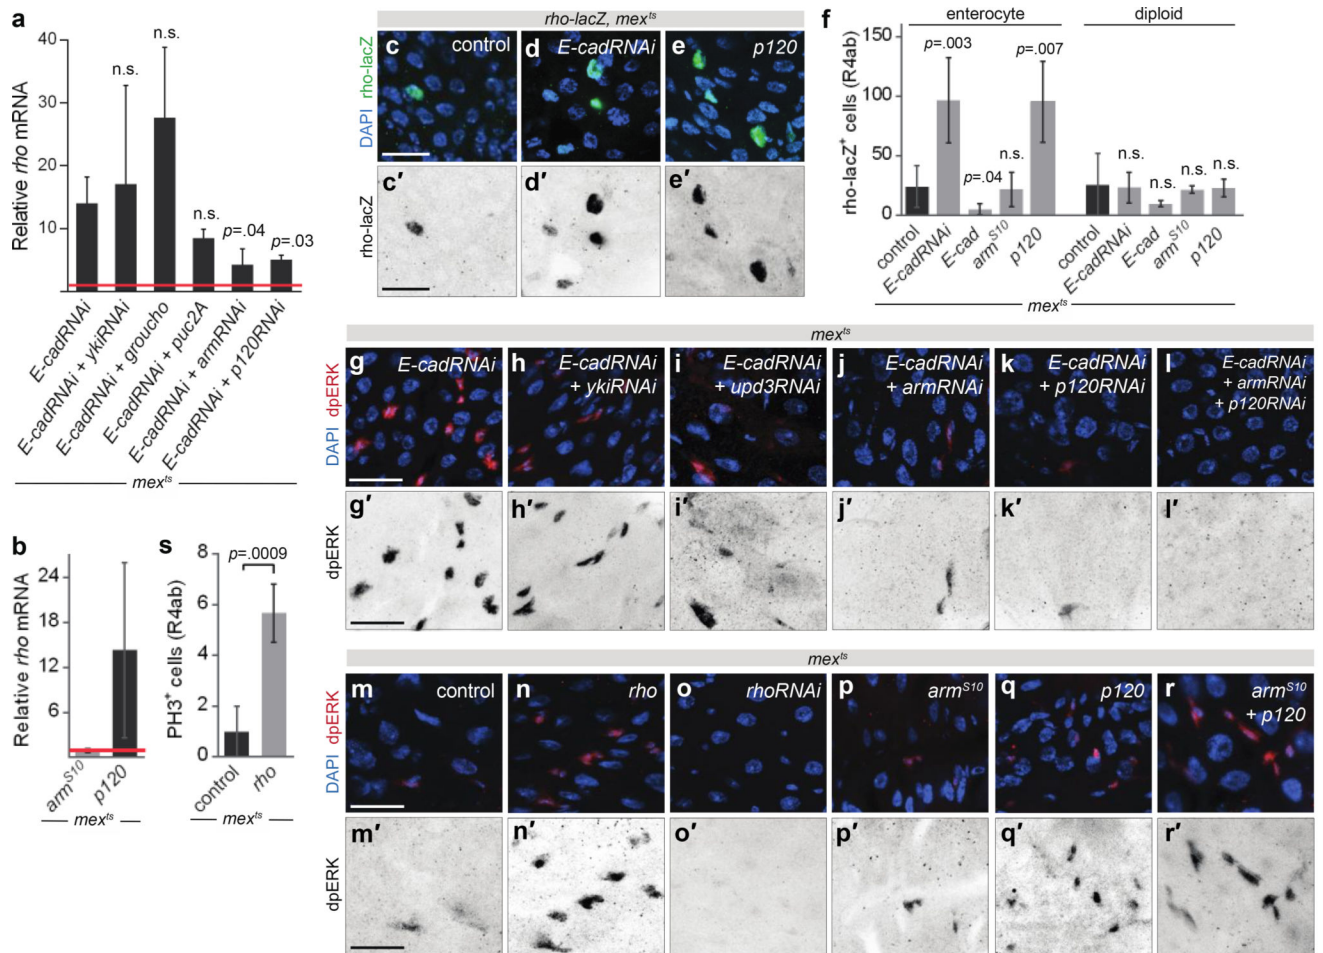 a
Relative rho mRNA
40
30
20
10
n.s.
n.s.
n.s.
p=.04
p=.03
E-cadRNAi
E-cadRNAi + ykiRNAi
E-cadRNAi + groucho
E-cadRNAi + puc2A
E-cadRNAi + armRNAi
E-cadRNAi + p120RNAi
mexts
b
Relative rho mRNA
24
18
12
6
armS10
p120
mexts
s
PH3+ cells (R4ab)
8
6
4
2
0
p=.0009
control
rho
mexts
rho-lacZ, mexts
DAPI rho-lacZ
c control
d E-cadRNAi
e p120
rho-lacZ
c′
d′
e′
f
enterocyte
diploid
rho-lacZ+ cells (R4ab)
150
100
50
0
p=.003
p=.04
n.s.
p=.007
n.s.
n.s.
n.s.
n.s.
control
E-cadRNAi
E-cad
armS10
p120
control
E-cadRNAi
E-cad
armS10
p120
mexts
mexts
DAPI dpERK
g E-cadRNAi
h E-cadRNAi
+ ykiRNAi
i E-cadRNAi
+ upd3RNAi
j E-cadRNAi
+ armRNAi
k E-cadRNAi
+ p120RNAi
l E-cadRNAi
+ armRNAi
+ p120RNAi
dpERK
g′
h′
i′
j′
k′
l′
mexts
DAPI dpERK
m control
n rho
o rhoRNAi
p armS10
q p120
r armS10
+ p120
dpERK
m′
n′
o′
p′
q′
r′